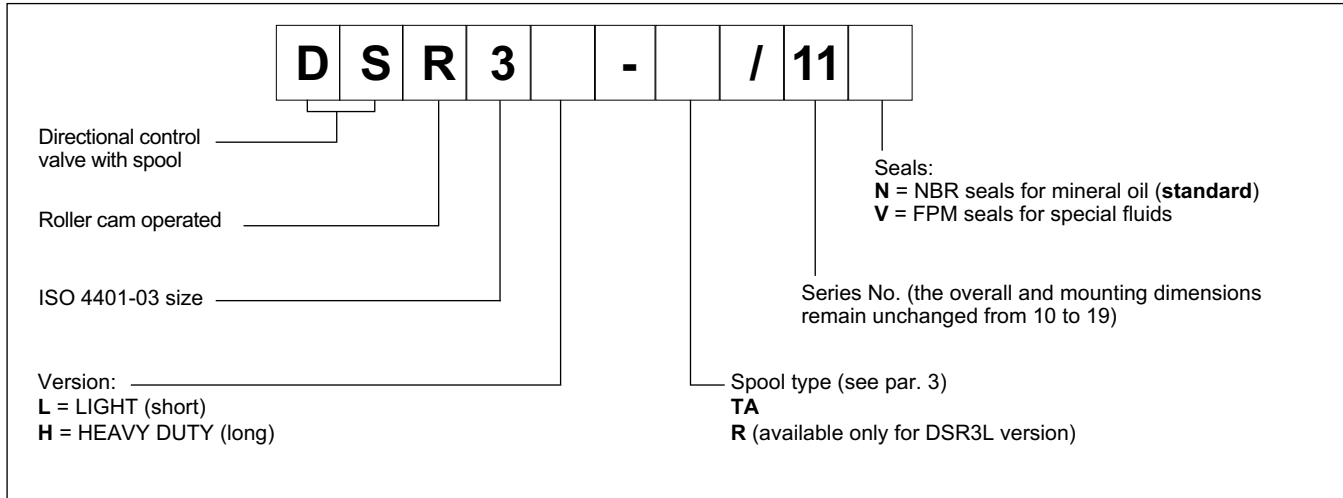 D S R 3 - / 11
Directional control
valve with spool
Roller cam operated
ISO 4401-03 size
Version:
L = LIGHT (short)
H = HEAVY DUTY (long)
Seals:
N = NBR seals for mineral oil (standard)
V = FPM seals for special fluids
Series No. (the overall and mounting dimensions
remain unchanged from 10 to 19)
Spool type (see par. 3)
TA
R (available only for DSR3L version)